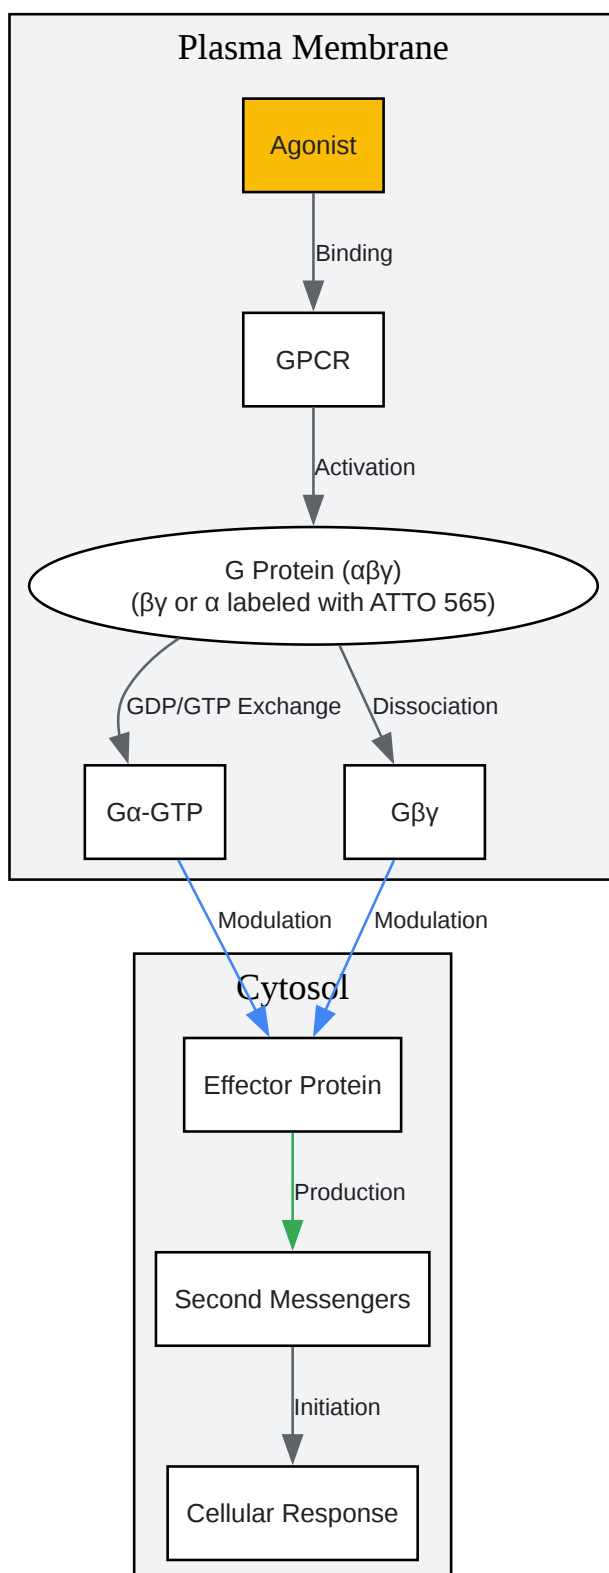 Plasma Membrane
Agonist
Binding
GPCR
Activation
G Protein (αβγ)
(βγ or α labeled with ATTO 565)
GDP/GTP Exchange
Dissociation
Gα-GTP
Gβγ
Modulation
Modulation
Cytosol
Effector Protein
Production
Second Messengers
Initiation
Cellular Response